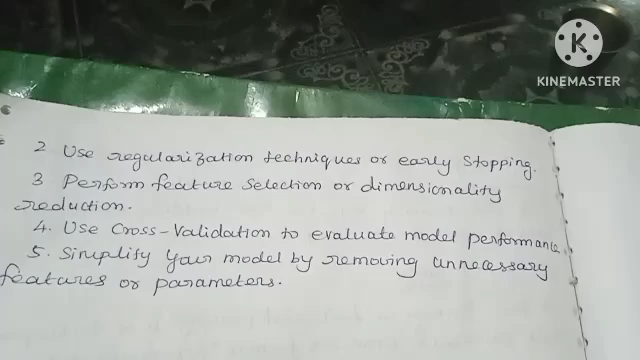 KINEMASTER
2 Use regularization techniques or early stopping.
3 Perform feature selection or dimensionality
reduction.
4. Use Cross-Validation to evaluate model performance.
5. Simplify your model by removing unnecessary
features or parameters.